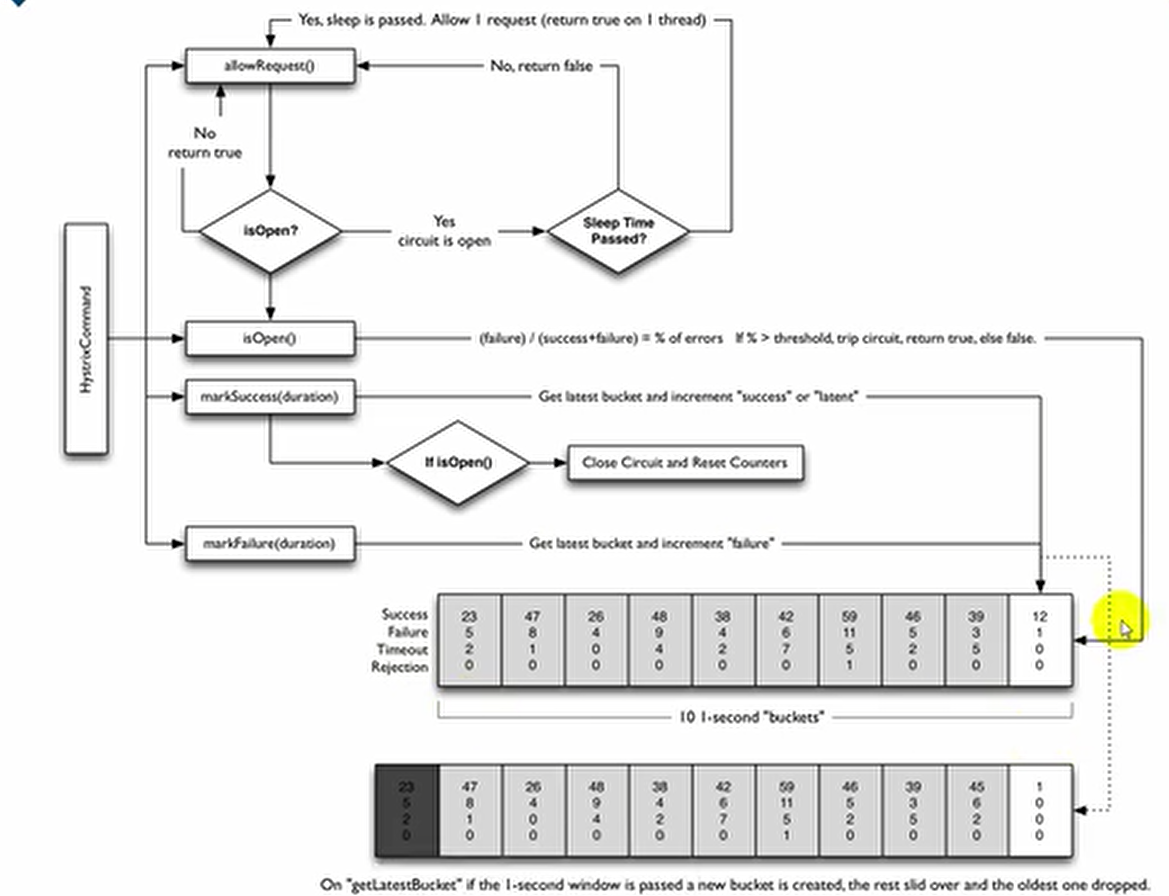 Yes, sleep is passed. Allow 1 request (return true on 1 thread)
allowRequest()
No, return false
No
return true
isOpen?
Yes
circuit is open
Sleep Time
Passed?
HystrixCommand
isOpen()
(failure) / (success+failure) = % of errors If % > threshold, trip circuit, return true, else false.
markSuccess(duration)
Get latest bucket and increment "success" or "latent"
If isOpen()
Close Circuit and Reset Counters
markFailure(duration)
Get latest bucket and increment "failure"
Success 23 47 26 48 38 42 59 46 39 12
Failure 5 8 4 9 4 6 11 5 3 1
Timeout 2 1 0 4 2 7 5 2 5 0
Rejection 0 0 0 0 0 0 1 0 0 0
10 1-second "buckets"
23 47 26 48 38 42 59 46 39 45 1
5 8 4 9 4 6 11 5 3 6 0
2 1 0 4 2 7 5 2 5 2 0
0 0 0 0 0 0 1 0 0 0 0
On "getLatestBucket" if the 1-second window is passed a new bucket is created, the rest slid over and the oldest one dropped.